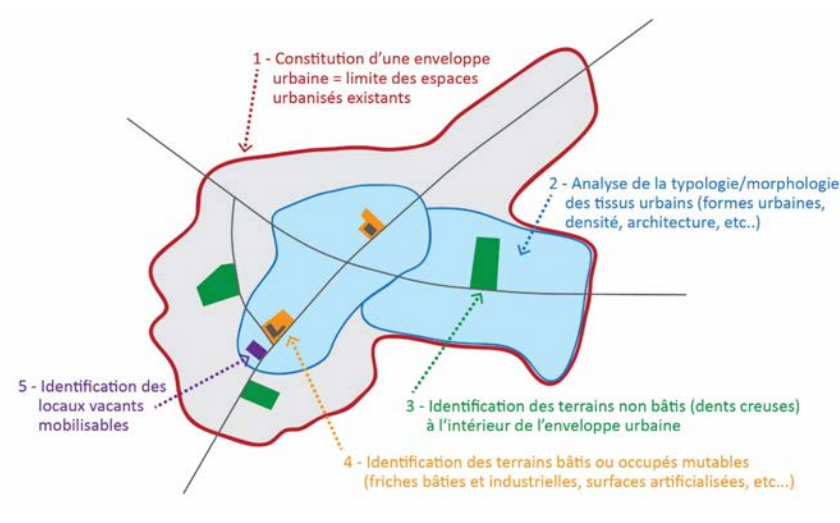 1 - Constitution d'une enveloppe
urbaine = limite des espaces
urbanisés existants
2 - Analyse de la typologie/morphologie
des tissus urbains (formes urbaines,
densité, architecture, etc..)
3 - Identification des terrains non bâtis (dents creuses)
à l'intérieur de l'enveloppe urbaine
4 - Identification des terrains bâtis ou occupés mutables
(friches bâties et industrielles, surfaces artificialisées, etc...)
5 - Identification des
locaux vacants
mobilisables